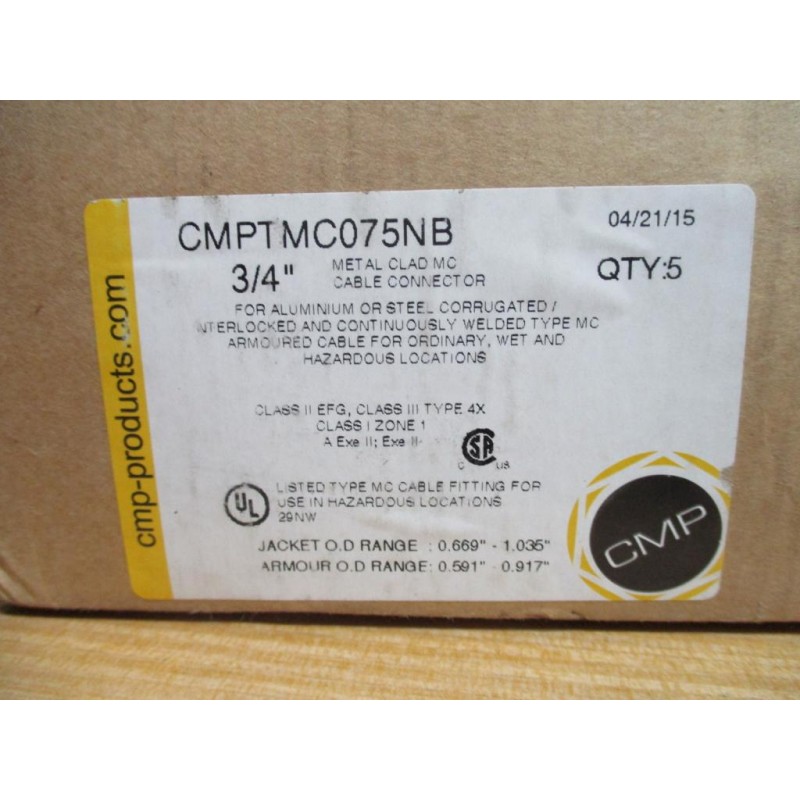 CMPTMC075NB
04/21/15
3/4"
METAL CLAD MC
CABLE CONNECTOR
QTY:5
FOR ALUMINIUM OR STEEL CORRUGATED /
INTERLOCKED AND CONTINUOUSLY WELDED TYPE MC
ARMOURED CABLE FOR ORDINARY, WET AND
HAZARDOUS LOCATIONS
CLASS II EFG, CLASS III TYPE 4X
CLASS I ZONE 1
A Exe II; Exe II
C SA US
UL
LISTED TYPE MC CABLE FITTING FOR
USE IN HAZARDOUS LOCATIONS
29NW
JACKET O.D RANGE : 0.669" - 1.035"
ARMOUR O.D RANGE: 0.591" - 0.917"
cmp-products.com
CMP